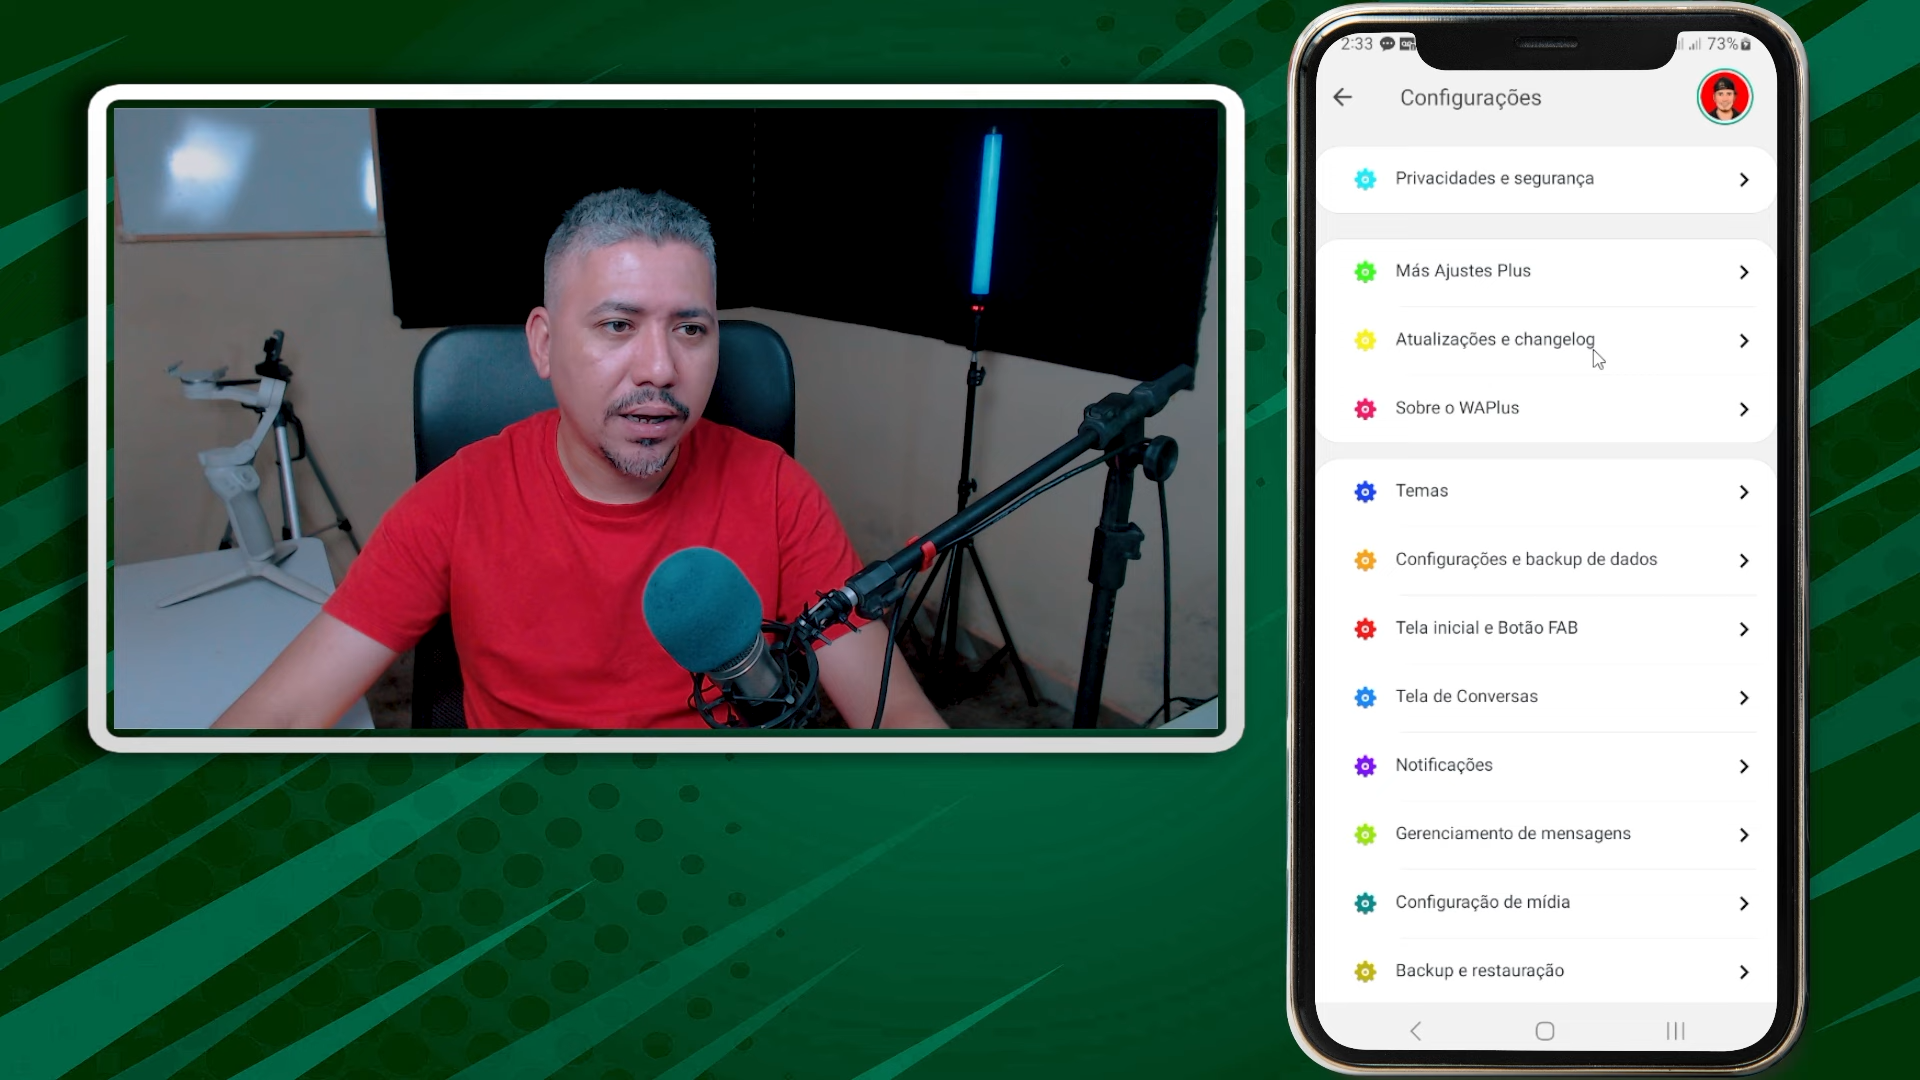 2:33
73%
Configurações
Privacidades e segurança
Más Ajustes Plus
Atualizações e changelog
Sobre o WAPlus
Temas
Configurações e backup de dados
Tela inicial e Botão FAB
Tela de Conversas
Notificações
Gerenciamento de mensagens
Configuração de mídia
Backup e restauração